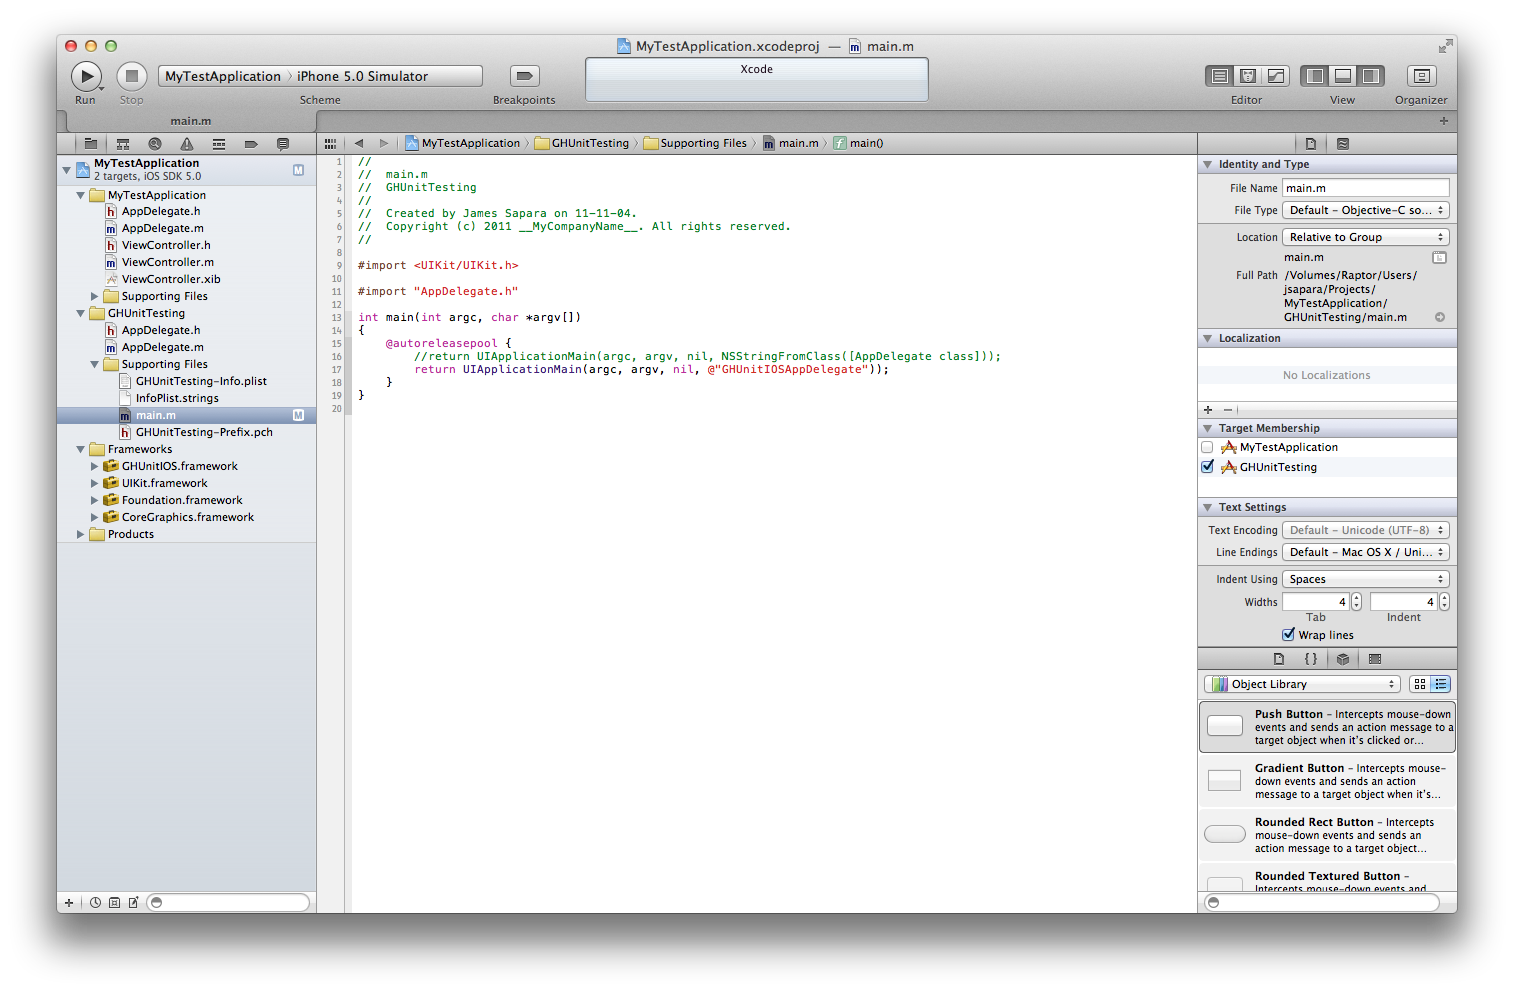 MyTestApplication.xcodeproj — main.m
MyTestApplication 〉iPhone 5.0 Simulator
Xcode
Run
Stop
Scheme
Breakpoints
Editor
View
Organizer
main.m
MyTestApplication
2 targets, iOS SDK 5.0
M
MyTestApplication
h AppDelegate.h
m AppDelegate.m
h ViewController.h
m ViewController.m
ViewController.xib
Supporting Files
GHUnitTesting
h AppDelegate.h
m AppDelegate.m
Supporting Files
GHUnitTesting-Info.plist
InfoPlist.strings
m main.m M
h GHUnitTesting-Prefix.pch
Frameworks
GHUnitIOS.framework
UIKit.framework
Foundation.framework
CoreGraphics.framework
Products
MyTestApplication 〉 GHUnitTesting 〉 Supporting Files 〉 m main.m 〉 f main()
1 //
2 //  main.m
3 //  GHUnitTesting
4 //
5 //  Created by James Sapara on 11-11-04.
6 //  Copyright (c) 2011 __MyCompanyName__. All rights reserved.
7 //
8
9 #import <UIKit/UIKit.h>
10
11 #import "AppDelegate.h"
12
13 int main(int argc, char *argv[])
14 {
15     @autoreleasepool {
16         //return UIApplicationMain(argc, argv, nil, NSStringFromClass([AppDelegate class]));
17         return UIApplicationMain(argc, argv, nil, @"GHUnitIOSAppDelegate"));
18     }
19 }
20
Identity and Type
File Name main.m
File Type Default - Objective-C so...
Location Relative to Group
main.m
Full Path /Volumes/Raptor/Users/
jsapara/Projects/
MyTestApplication/
GHUnitTesting/main.m
Localization
No Localizations
+ −
Target Membership
MyTestApplication
GHUnitTesting
Text Settings
Text Encoding Default - Unicode (UTF-8)
Line Endings Default - Mac OS X / Uni...
Indent Using Spaces
Widths 4 4
Tab Indent
Wrap lines
{ }
Object Library
Push Button - Intercepts mouse-down
events and sends an action message to a
target object when it's clicked or...
Gradient Button - Intercepts mouse-
down events and sends an action
message to a target object when it's...
Rounded Rect Button - Intercepts
mouse-down events and sends an
action message to a target object...
Rounded Textured Button -
Intercepts mouse-down events and